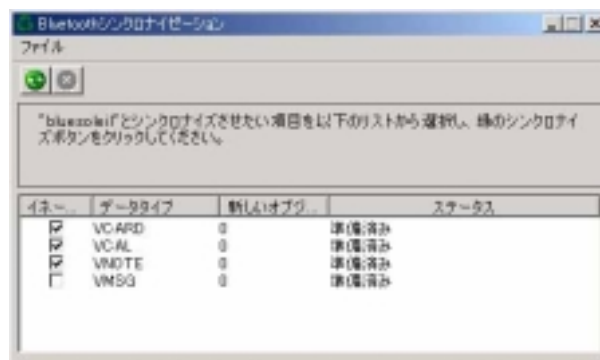 Bluetoothシンクロナイゼーション
ファイル
"bluesoleil"とシンクロナイズさせたい項目を以下のリストから選択し、緑のシンクロナイ
ズボタンをクリックしてください。
イネー... データタイプ 新しいオブジ... ステータス
VCARD 0 準備済み
VCAL 0 準備済み
VNOTE 0 準備済み
VMSG 0 準備済み